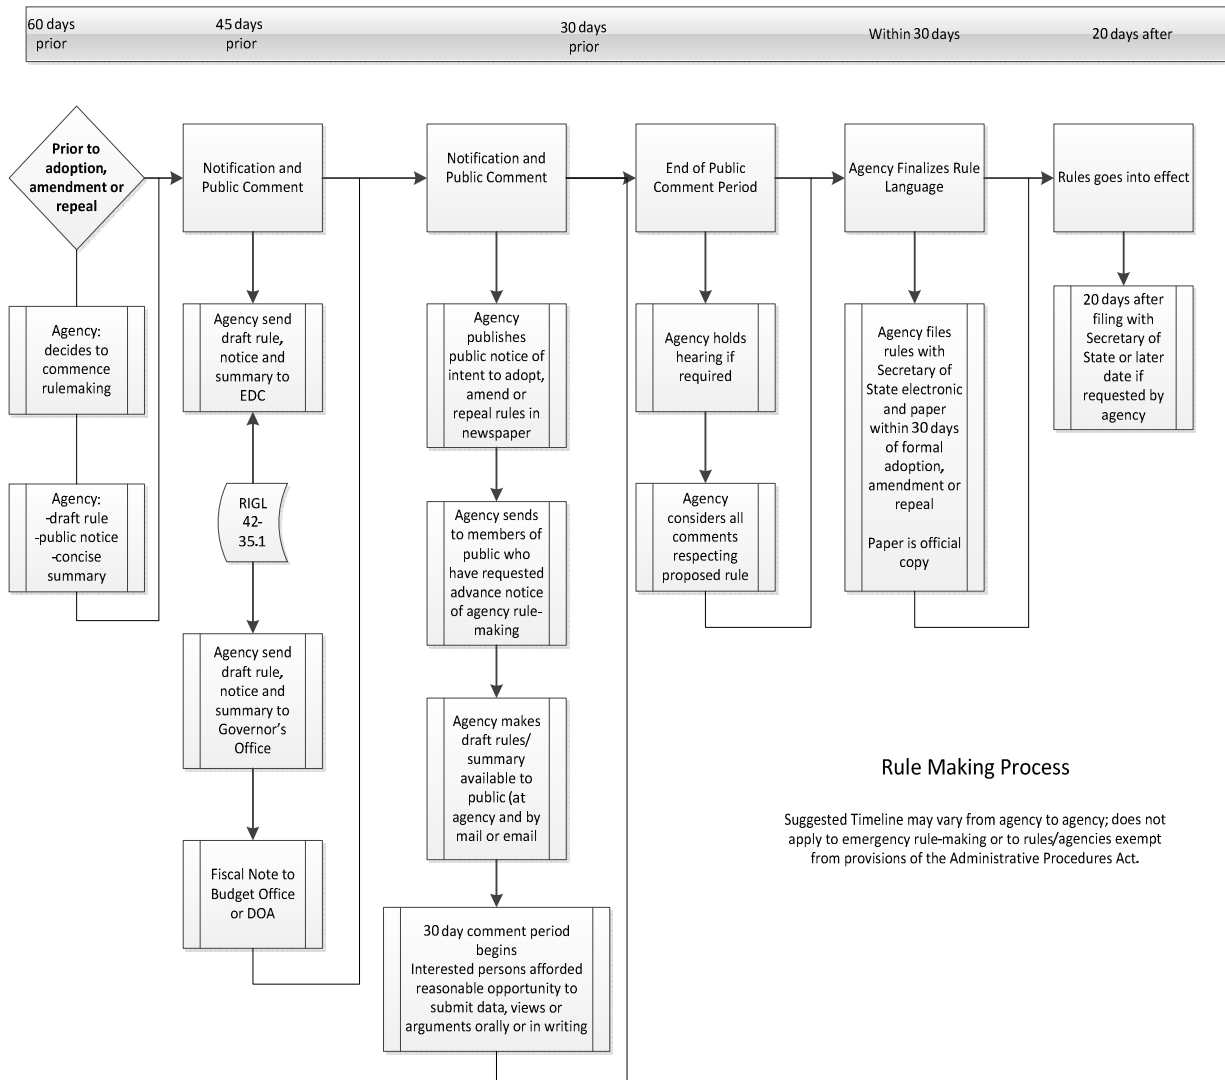 60 days
prior
45 days
prior
30 days
prior
Within 30 days
20 days after
Prior to
adoption,
amendment or
repeal
Agency:
decides to
commence
rulemaking
Agency:
-draft rule
-public notice
-concise
summary
Notification and
Public Comment
Agency send
draft rule,
notice and
summary to
EDC
RIGL
42-
35.1
Agency send
draft rule,
notice and
summary to
Governor's
Office
Fiscal Note to
Budget Office
or DOA
Notification and
Public Comment
Agency
publishes
public notice of
intent to adopt,
amend or
repeal rules in
newspaper
Agency sends
to members of
public who
have requested
advance notice
of agency rule-
making
Agency makes
draft rules/
summary
available to
public (at
agency and by
mail or email
30 day comment period
begins
Interested persons afforded
reasonable opportunity to
submit data, views or
arguments orally or in writing
End of Public
Comment Period
Agency holds
hearing if
required
Agency
considers all
comments
respecting
proposed rule
Agency Finalizes Rule
Language
Agency files
rules with
Secretary of
State electronic
and paper
within 30 days
of formal
adoption,
amendment or
repeal
Paper is official
copy
Rules goes into effect
20 days after
filing with
Secretary of
State or later
date if
requested by
agency
Rule Making Process
Suggested Timeline may vary from agency to agency; does not
apply to emergency rule-making or to rules/agencies exempt
from provisions of the Administrative Procedures Act.